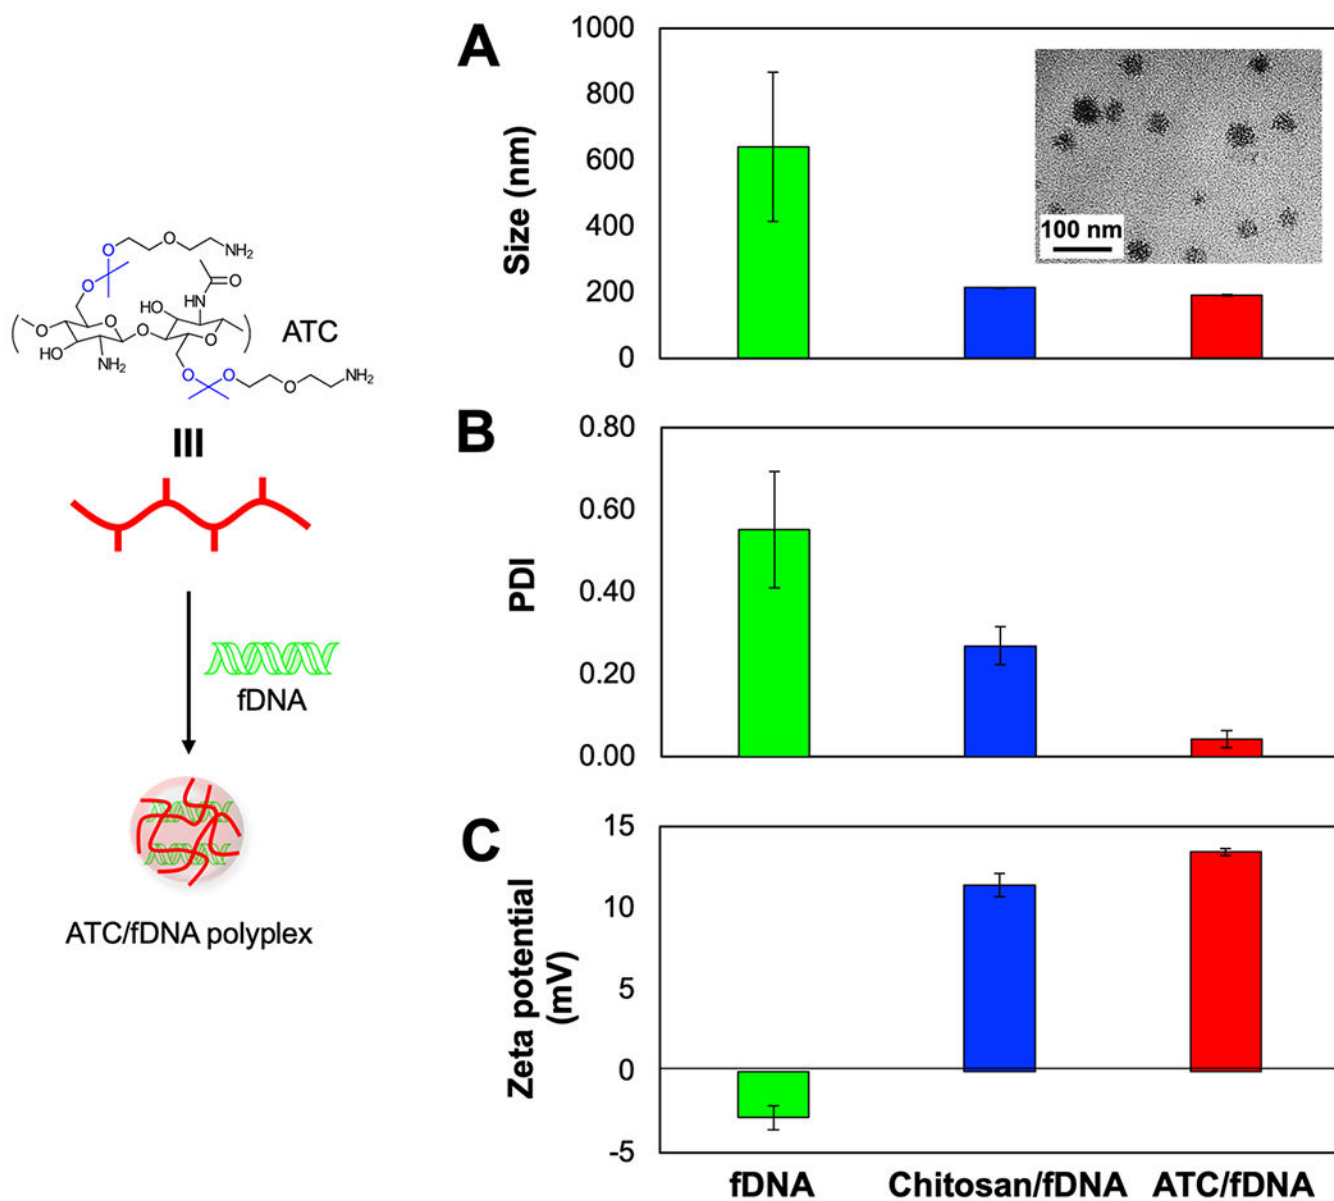 A
1000
800
600
400
200
0
Size (nm)
100 nm
O
O
NH2
O
O
O
HN
HO
O
O
O
O
HO
NH2
O
O
O
NH2
ATC
III
fDNA
ATC/fDNA polyplex
B
0.80
0.60
0.40
0.20
0.00
PDI
C
15
10
5
0
-5
Zeta potential
(mV)
fDNA Chitosan/fDNA ATC/fDNA